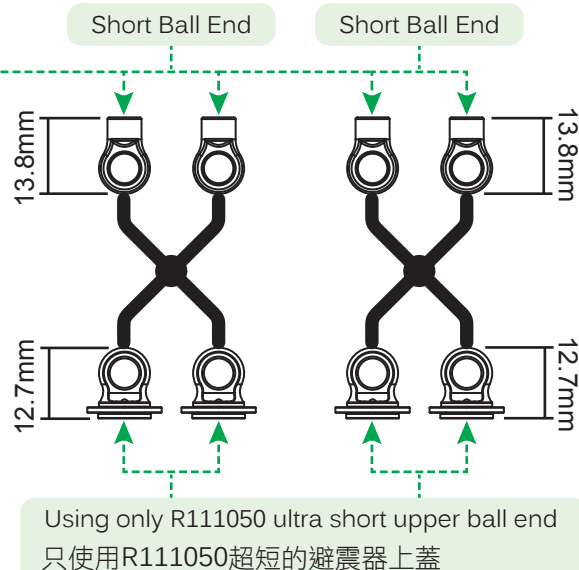 Short Ball End
Short Ball End
13.8mm
13.8mm
12.7mm
12.7mm
Using only R111050 ultra short upper ball end
只使用R111050超短的避震器上蓋